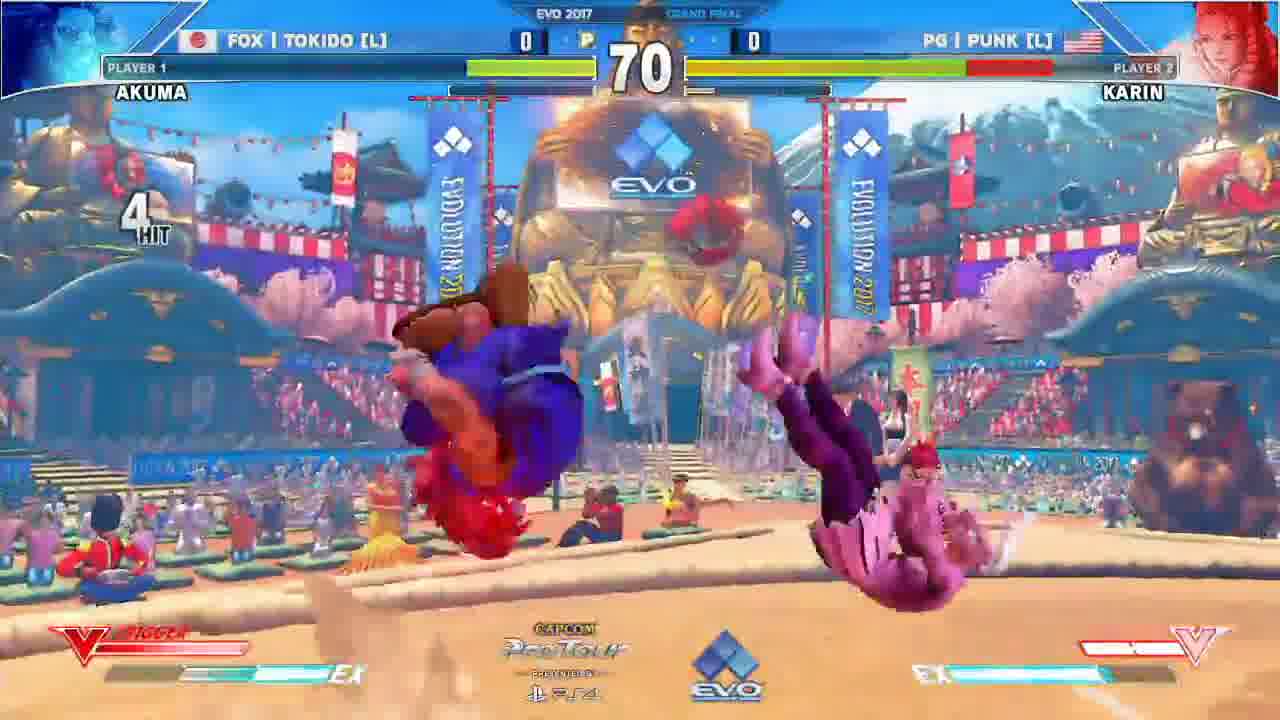 EVO 2017 GRAND FINAL
FOX | TOKIDO [L] 0 P 70 0 PG | PUNK [L]
PLAYER 1 PLAYER 2
AKUMA KARIN
EVO
EVOLUTION 2017
EVOLUTION 2017
4
HIT
V TRIGGER V
EX EX
CAPCOM
PRO TOUR
PRESENTED BY
PS4
EVO